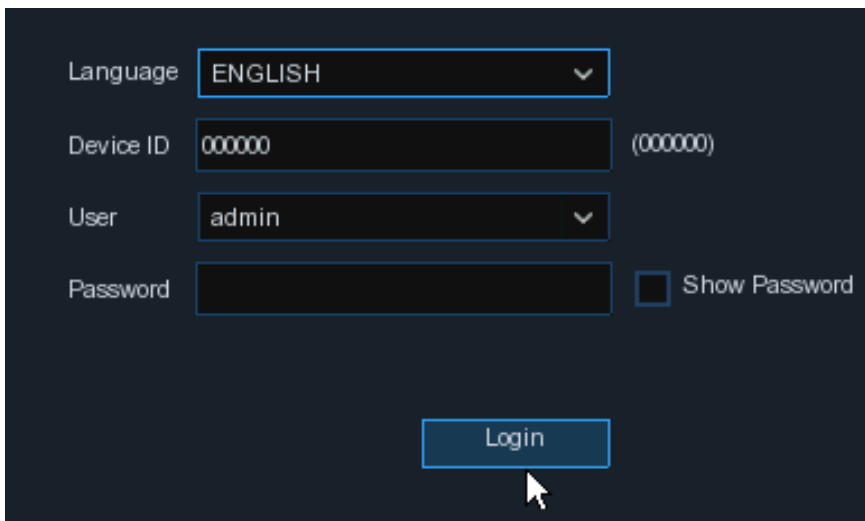 Language ENGLISH
Device ID 000000 (000000)
User admin
Password Show Password
Login